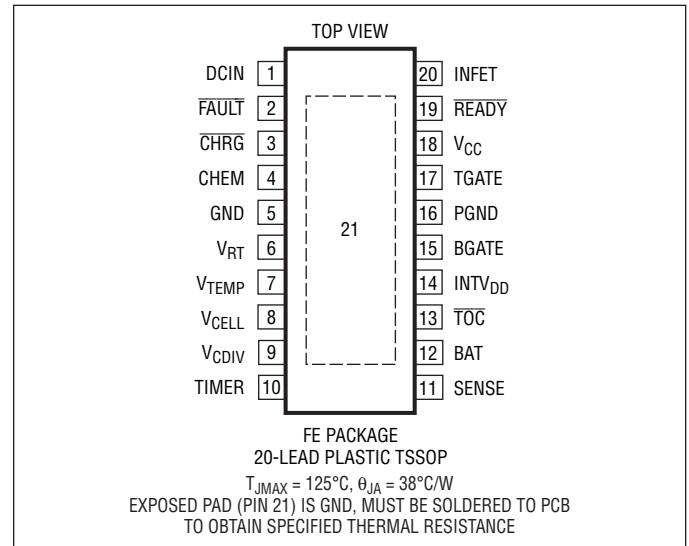 TOP VIEW
DCIN 1
FAULT 2
CHRG 3
CHEM 4
GND 5
VRT 6
VTEMP 7
VCELL 8
VCDIV 9
TIMER 10
21
20 INFET
19 READY
18 VCC
17 TGATE
16 PGND
15 BGATE
14 INTVDD
13 TOC
12 BAT
11 SENSE
FE PACKAGE
20-LEAD PLASTIC TSSOP
TJMAX = 125°C, θJA = 38°C/W
EXPOSED PAD (PIN 21) IS GND, MUST BE SOLDERED TO PCB
TO OBTAIN SPECIFIED THERMAL RESISTANCE